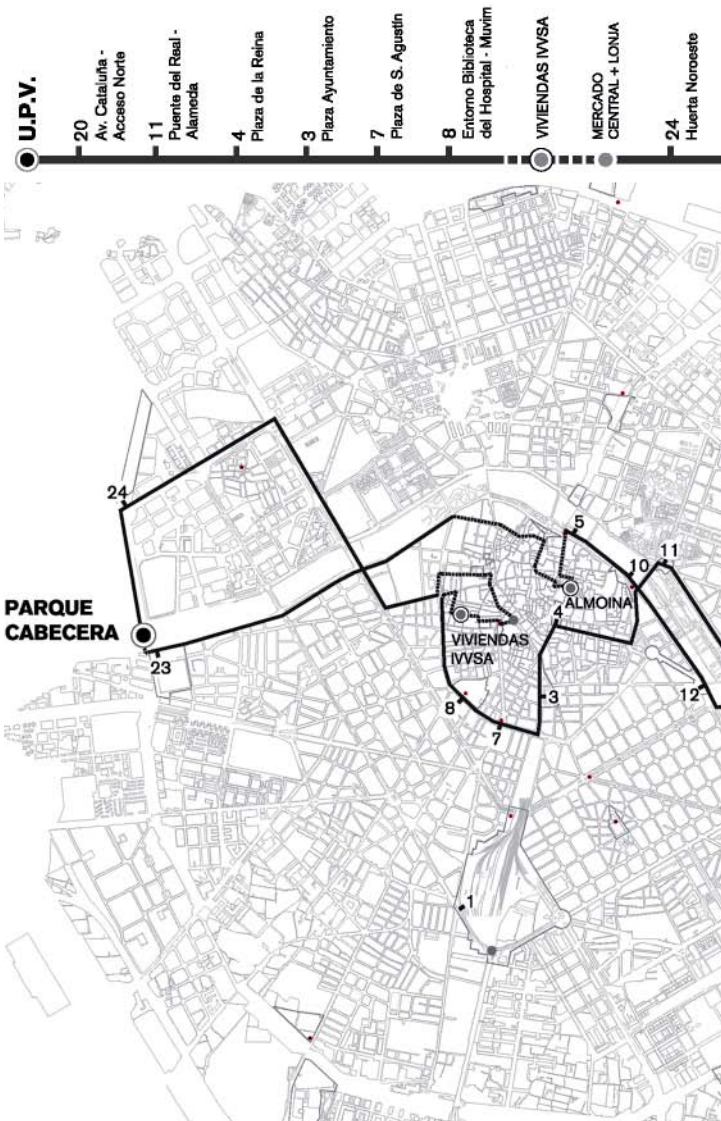 U.P.V.
20
Av. Cataluña -
Acceso Norte
11
Puente del Real -
Alameda
4
Plaza de la Reina
3
Plaza Ayuntamiento
7
Plaza de S. Agustín
8
Entorno Biblioteca
del Hospital - Muvim
VIVIENDAS IVVSA
MERCADO
CENTRAL + LONJA
24
Huerta Noroeste
24
PARQUE
CABECERA
23
5
11
10
ALMOINA
4
VIVIENDAS
IVVSA
12
8
3
7
1